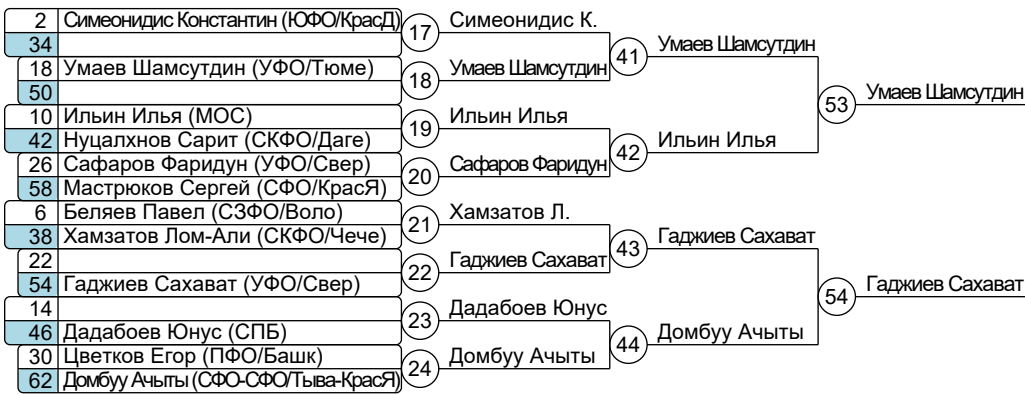 2 Симеонидис Константин (ЮФО/КрасД)
34
17
Симеонидис К.
18 Умаев Шамсутдин (УФО/Тюме)
50
18
Умаев Шамсутдин
41
Умаев Шамсутдин
10 Ильин Илья (МОС)
42 Нуцалхнов Сарит (СКФО/Даге)
19
Ильин Илья
26 Сафаров Фаридун (УФО/Свер)
58 Мастрюков Сергей (СФО/КрасЯ)
20
Сафаров Фаридун
42
Ильин Илья
53
Умаев Шамсутдин
6 Беляев Павел (СЗФО/Воло)
38 Хамзатов Лом-Али (СКФО/Чече)
21
Хамзатов Л.
22
54 Гаджиев Сахават (УФО/Свер)
22
Гаджиев Сахават
43
Гаджиев Сахават
14
46 Дадабоев Юнус (СПБ)
23
Дадабоев Юнус
30 Цветков Егор (ПФО/Башк)
62 Домбуу Ачыты (СФО-СФО/Тыва-КрасЯ)
24
Домбуу Ачыты
44
Домбуу Ачыты
54
Гаджиев Сахават